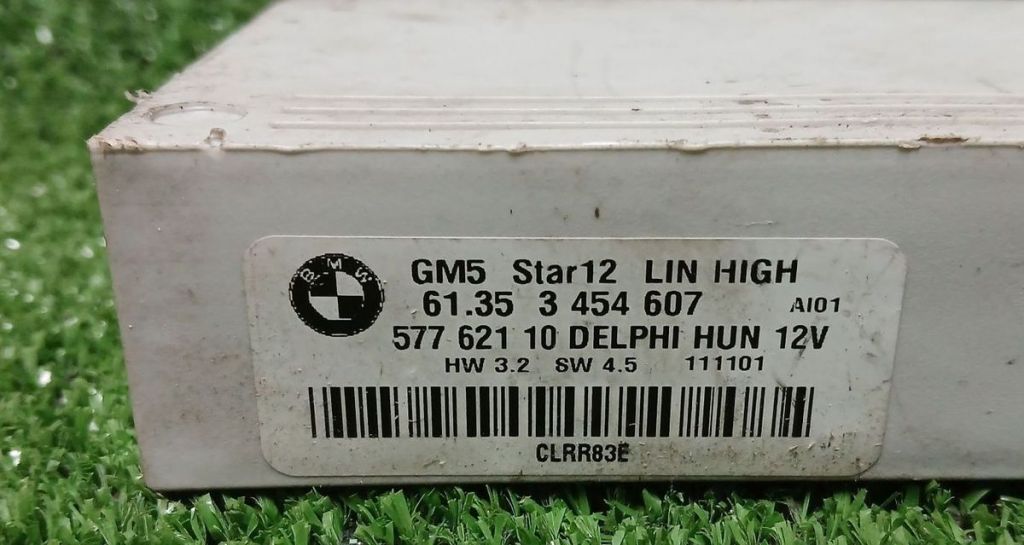 BMW
GM5 Star12 LIN HIGH
61.35 3 454 607 AI01
577 621 10 DELPHI HUN 12V
HW 3.2 SW 4.5 111101
CLRR83E